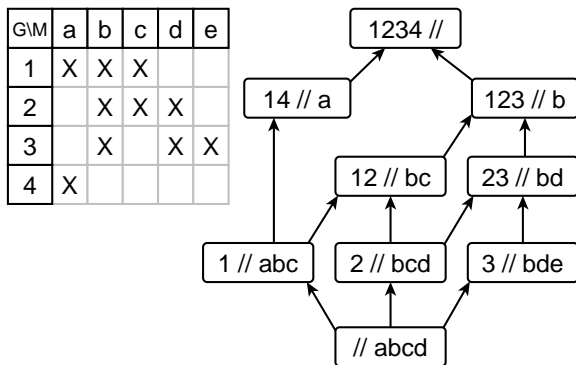 G\M a b c d e
1 X X X
2 X X X
3 X X X
4 X
1234 //
14 // a
123 // b
12 // bc
23 // bd
1 // abc
2 // bcd
3 // bde
// abcd